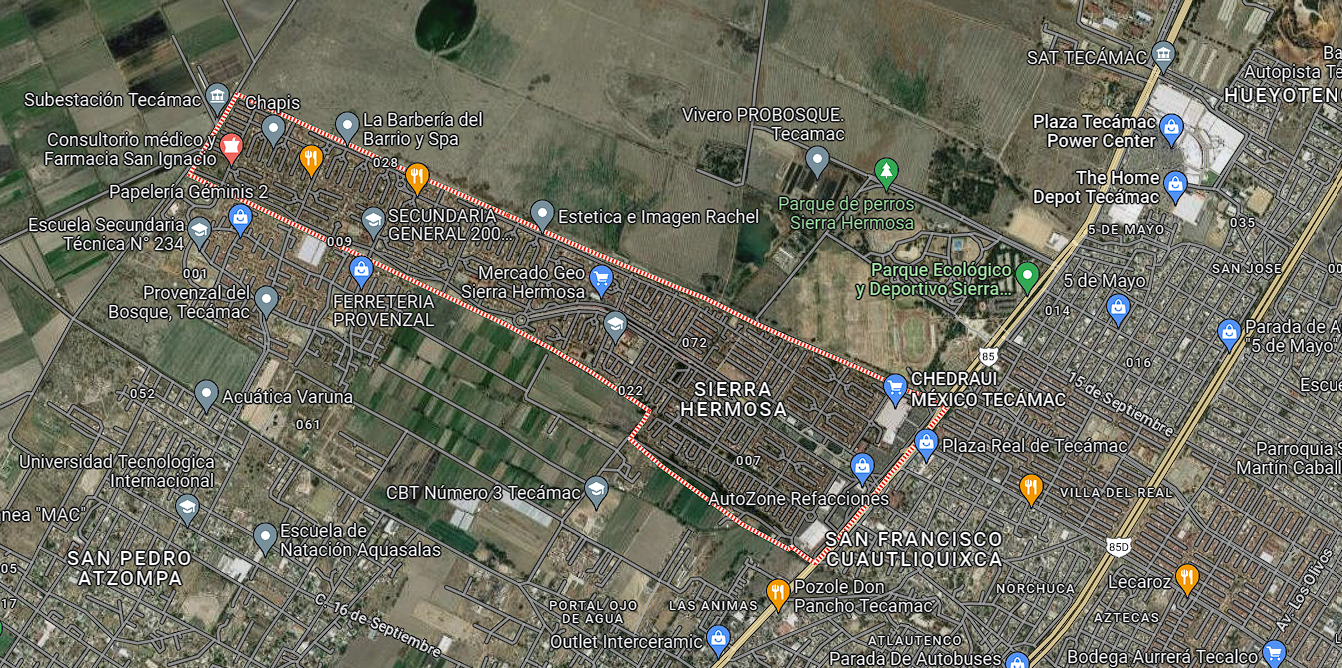 SAT TECÁMAC
Ba
Autopista Te
HUEYOTEN
Subestación Tecámac
Chapis
La Barbería del
Barrio y Spa
Vivero PROBOSQUE.
Tecamac
Plaza Tecámac
Power Center
Consultorio médico y
Farmacia San Ignacio
028
The Home
Depot Tecámac
Papelería Géminis 2
Parque de perros
Sierra Hermosa
Escuela Secundaria
Técnica N° 234
SECUNDARIA
GENERAL 200...
Estetica e Imagen Rachel
5 DE MAYO
035
009
001
Mercado Geo
Sierra Hermosa
Parque Ecológico
y Deportivo Sierra...
SAN JOSE
00
5 de Mayo
Provenzal del
Bosque, Tecámac
FERRETERIA
PROVENZAL
014
Parada de A
"5 de Mayo"
072
85
016
052
Acuática Varuna
022
SIERRA
HERMOSA
CHEDRAUI
MÉXICO TECÁMAC
15 de Septiembre
Escue
061
Plaza Real de Tecámac
Universidad Tecnologica
Internacional
007
Parroquia S
Martín Caball
CBT Número 3 Tecámac
AutoZone Refacciones
VILLA DEL REAL
nea "MAC"
Escuela de
Natación Aquasalas
SAN FRANCISCO
CUAUTLIQUIXCA
85D
SAN PEDRO
ATZOMPA
05
17
C. 16 de Septiembre
PORTAL OJO
DE AGUA
LAS ANIMAS
Pozole Don
Pancho Tecamac
NORCHUCA
Lecaroz
Av. Los Olivos
AZTECAS
Outlet Interceramic
ATLAUTENCO
Parada De Autobuses
Bodega Aurrerá Tecalco